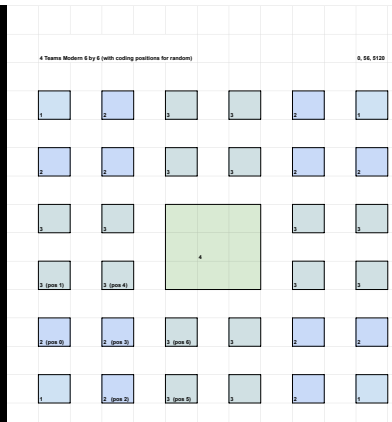 4 Teams Modern 6 by 6 (with coding positions for random) 0, 56, 5120
1 2 3 3 2 1
2 2 3 3 2 2
3 3 3 3
4
3 (pos 1) 3 (pos 4) 3 3
2 (pos 0) 2 (pos 3) 3 (pos 6) 3 2 2
1 2 (pos 2) 3 (pos 5) 3 2 1